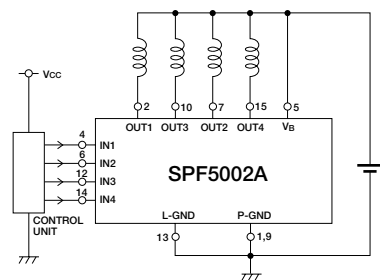 Vcc
2
10
7
15
5
OUT1
OUT3
OUT2
OUT4
VB
4
IN1
6
IN2
12
IN3
14
IN4
SPF5002A
CONTROL
UNIT
L-GND
P-GND
13
1,9